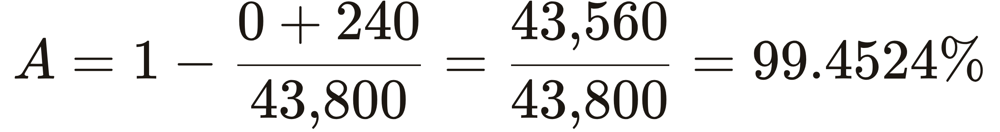 A = 1 − (0 + 240)/(43,800) = 43,560/43,800 = 99.4524%